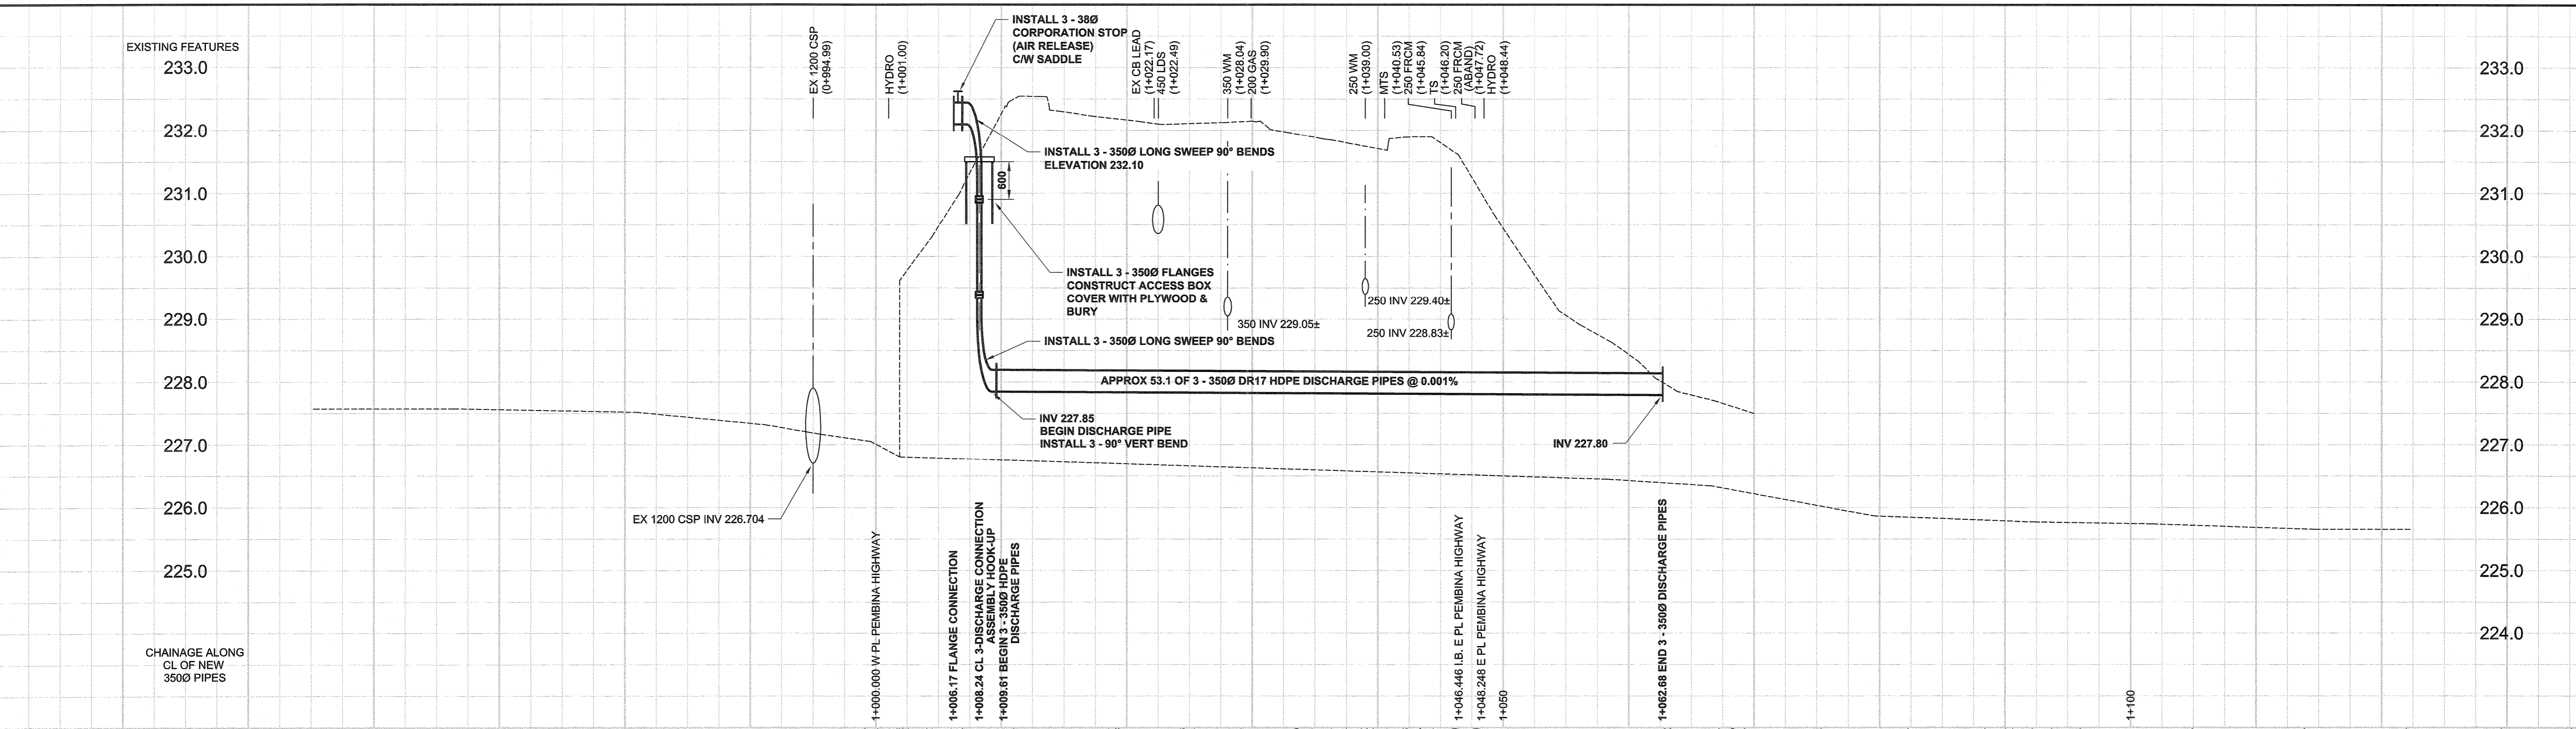 EXISTING FEATURES
233.0
232.0
231.0
230.0
229.0
228.0
227.0
226.0
225.0
CHAINAGE ALONG
CL OF NEW
350Ø PIPES
EX 1200 CSP
(0+994.99)
HYDRO
(1+001.00)
INSTALL 3 - 38Ø
CORPORATION STOP
(AIR RELEASE)
C/W SADDLE
EX CB LEAD
(1+022.17)
450 LDS
(1+022.49)
350 WM
(1+028.04)
200 GAS
(1+029.90)
250 WM
(1+039.00)
MTS
(1+040.53)
250 FRCM
(1+045.84)
TS
(1+046.20)
250 FRCM
(ABAND)
(1+047.72)
HYDRO
(1+048.44)
INSTALL 3 - 350Ø LONG SWEEP 90° BENDS
ELEVATION 232.10
600
INSTALL 3 - 350Ø FLANGES
CONSTRUCT ACCESS BOX
COVER WITH PLYWOOD &
BURY
350 INV 229.05±
250 INV 229.40±
250 INV 228.83±
INSTALL 3 - 350Ø LONG SWEEP 90° BENDS
APPROX 53.1 OF 3 - 350Ø DR17 HDPE DISCHARGE PIPES @ 0.001%
INV 227.85
BEGIN DISCHARGE PIPE
INSTALL 3 - 90° VERT BEND
INV 227.80
EX 1200 CSP INV 226.704
1+000.000 W PL PEMBINA HIGHWAY
1+006.17 FLANGE CONNECTION
1+008.24 CL 3-DISCHARGE CONNECTION
ASSEMBLY HOOK-UP
1+009.61 BEGIN 3 - 350Ø HDPE
DISCHARGE PIPES
1+046.446 I.B. E PL PEMBINA HIGHWAY
1+048.248 E PL PEMBINA HIGHWAY
1+050
1+062.68 END 3 - 350Ø DISCHARGE PIPES
1+100
233.0
232.0
231.0
230.0
229.0
228.0
227.0
226.0
225.0
224.0